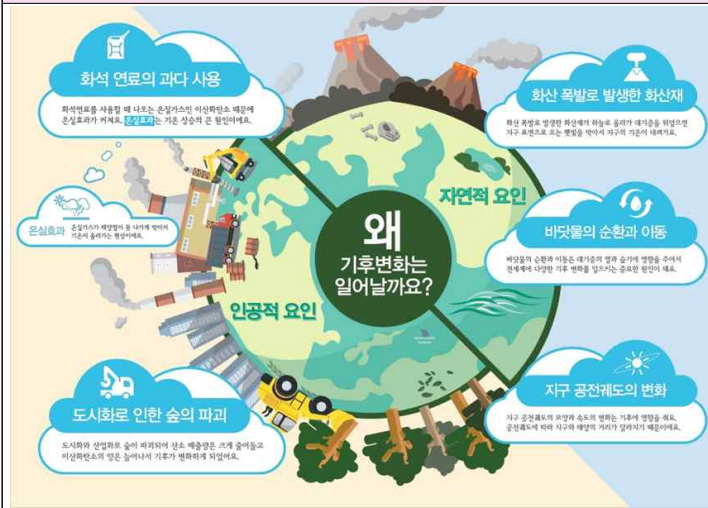 화석 연료의 과다 사용
화석연료를 사용할 때 나오는 온실가스인 이산화탄소 때문에
온실효과가 커져요. 온실효과는 기온 상승의 큰 원인이에요.
온실효과
온실가스가 태양열이 못 나가게 막아서
기온이 올라가는 현상이에요.
인공적 요인
도시화로 인한 숲의 파괴
도시화와 산업화로 숲이 파괴되어 산소 배출량은 크게 줄어들고
이산화탄소의 양은 늘어나서 기후가 변화하게 되었어요.
왜
기후변화는
일어날까요?
자연적 요인
화산 폭발로 발생한 화산재
화산 폭발로 발생한 화산재가 하늘로 올라가 대기중을 뒤덮으면
지구 표면으로 오는 햇빛을 막아서 지구의 기온이 내려가요.
바닷물의 순환과 이동
바닷물의 순환과 이동은 대기중의 열과 습기에 영향을 주어서
전세계에 다양한 기후 변화를 일으키는 중요한 원인이 돼요.
지구 공전궤도의 변화
지구 공전궤도의 모양과 속도의 변화는 기후에 영향을 줘요.
공전궤도에 따라 지구와 태양의 거리가 달라지기 때문이에요.